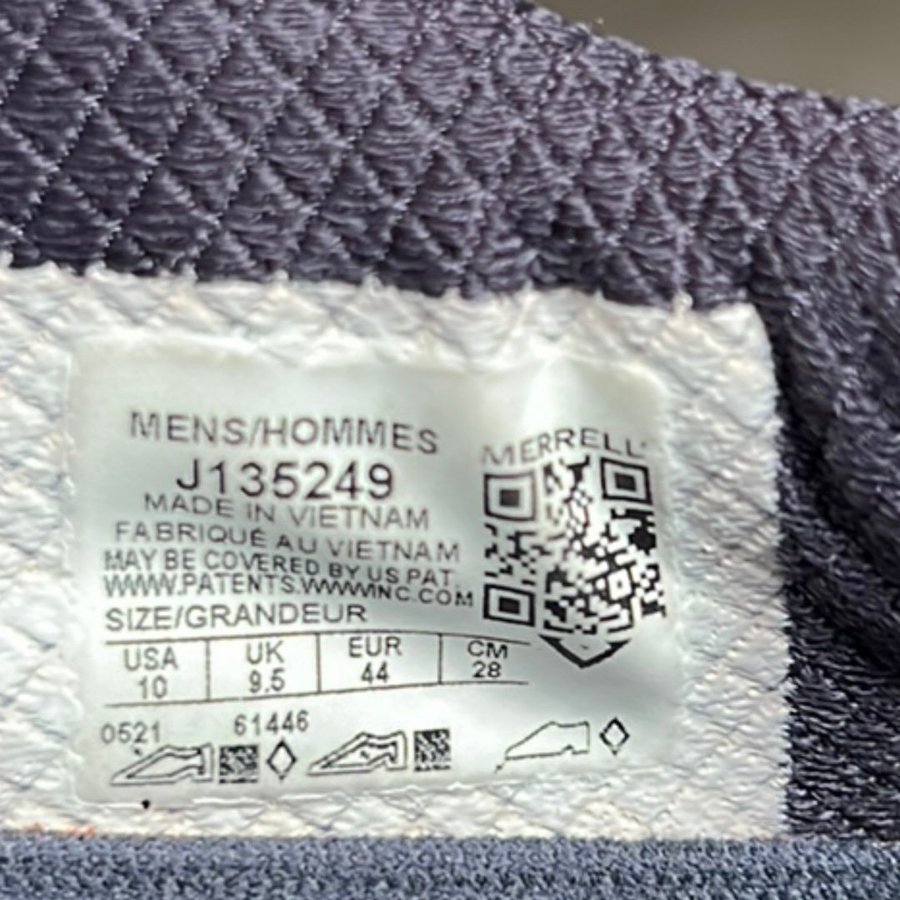 MENS/HOMMES
J135249
MADE IN VIETNAM
FABRIQUÉ AU VIETNAM
MAY BE COVERED BY US PAT.
WWW.PATENTS.WWWINC.COM
SIZE/GRANDEUR
USA UK EUR CM
10 9.5 44 28
0521 61446
MERRELL